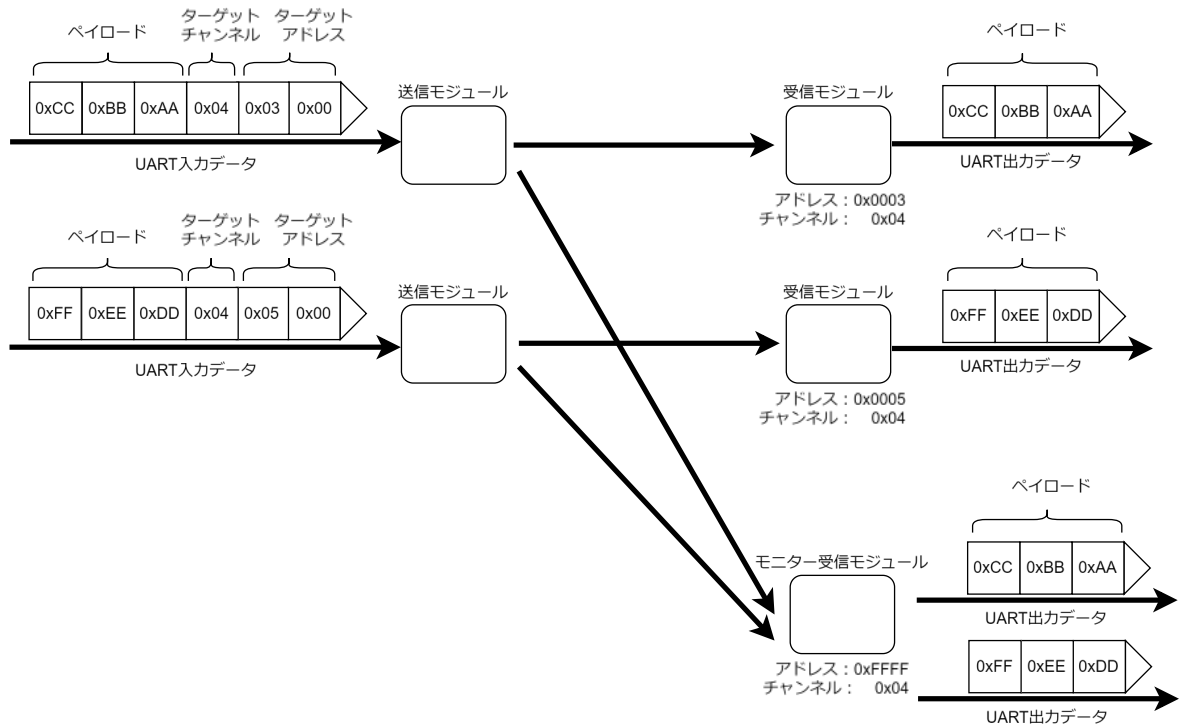 ペイロード
ターゲット
チャンネル
ターゲット
アドレス
0xCC 0xBB 0xAA 0x04 0x03 0x00
UART入力データ
送信モジュール
受信モジュール
アドレス：0x0003
チャンネル： 0x04
ペイロード
0xCC 0xBB 0xAA
UART出力データ
ペイロード
ターゲット
チャンネル
ターゲット
アドレス
0xFF 0xEE 0xDD 0x04 0x05 0x00
UART入力データ
送信モジュール
受信モジュール
アドレス：0x0005
チャンネル： 0x04
ペイロード
0xFF 0xEE 0xDD
UART出力データ
モニター受信モジュール
アドレス：0xFFFF
チャンネル： 0x04
ペイロード
0xCC 0xBB 0xAA
UART出力データ
0xFF 0xEE 0xDD
UART出力データ